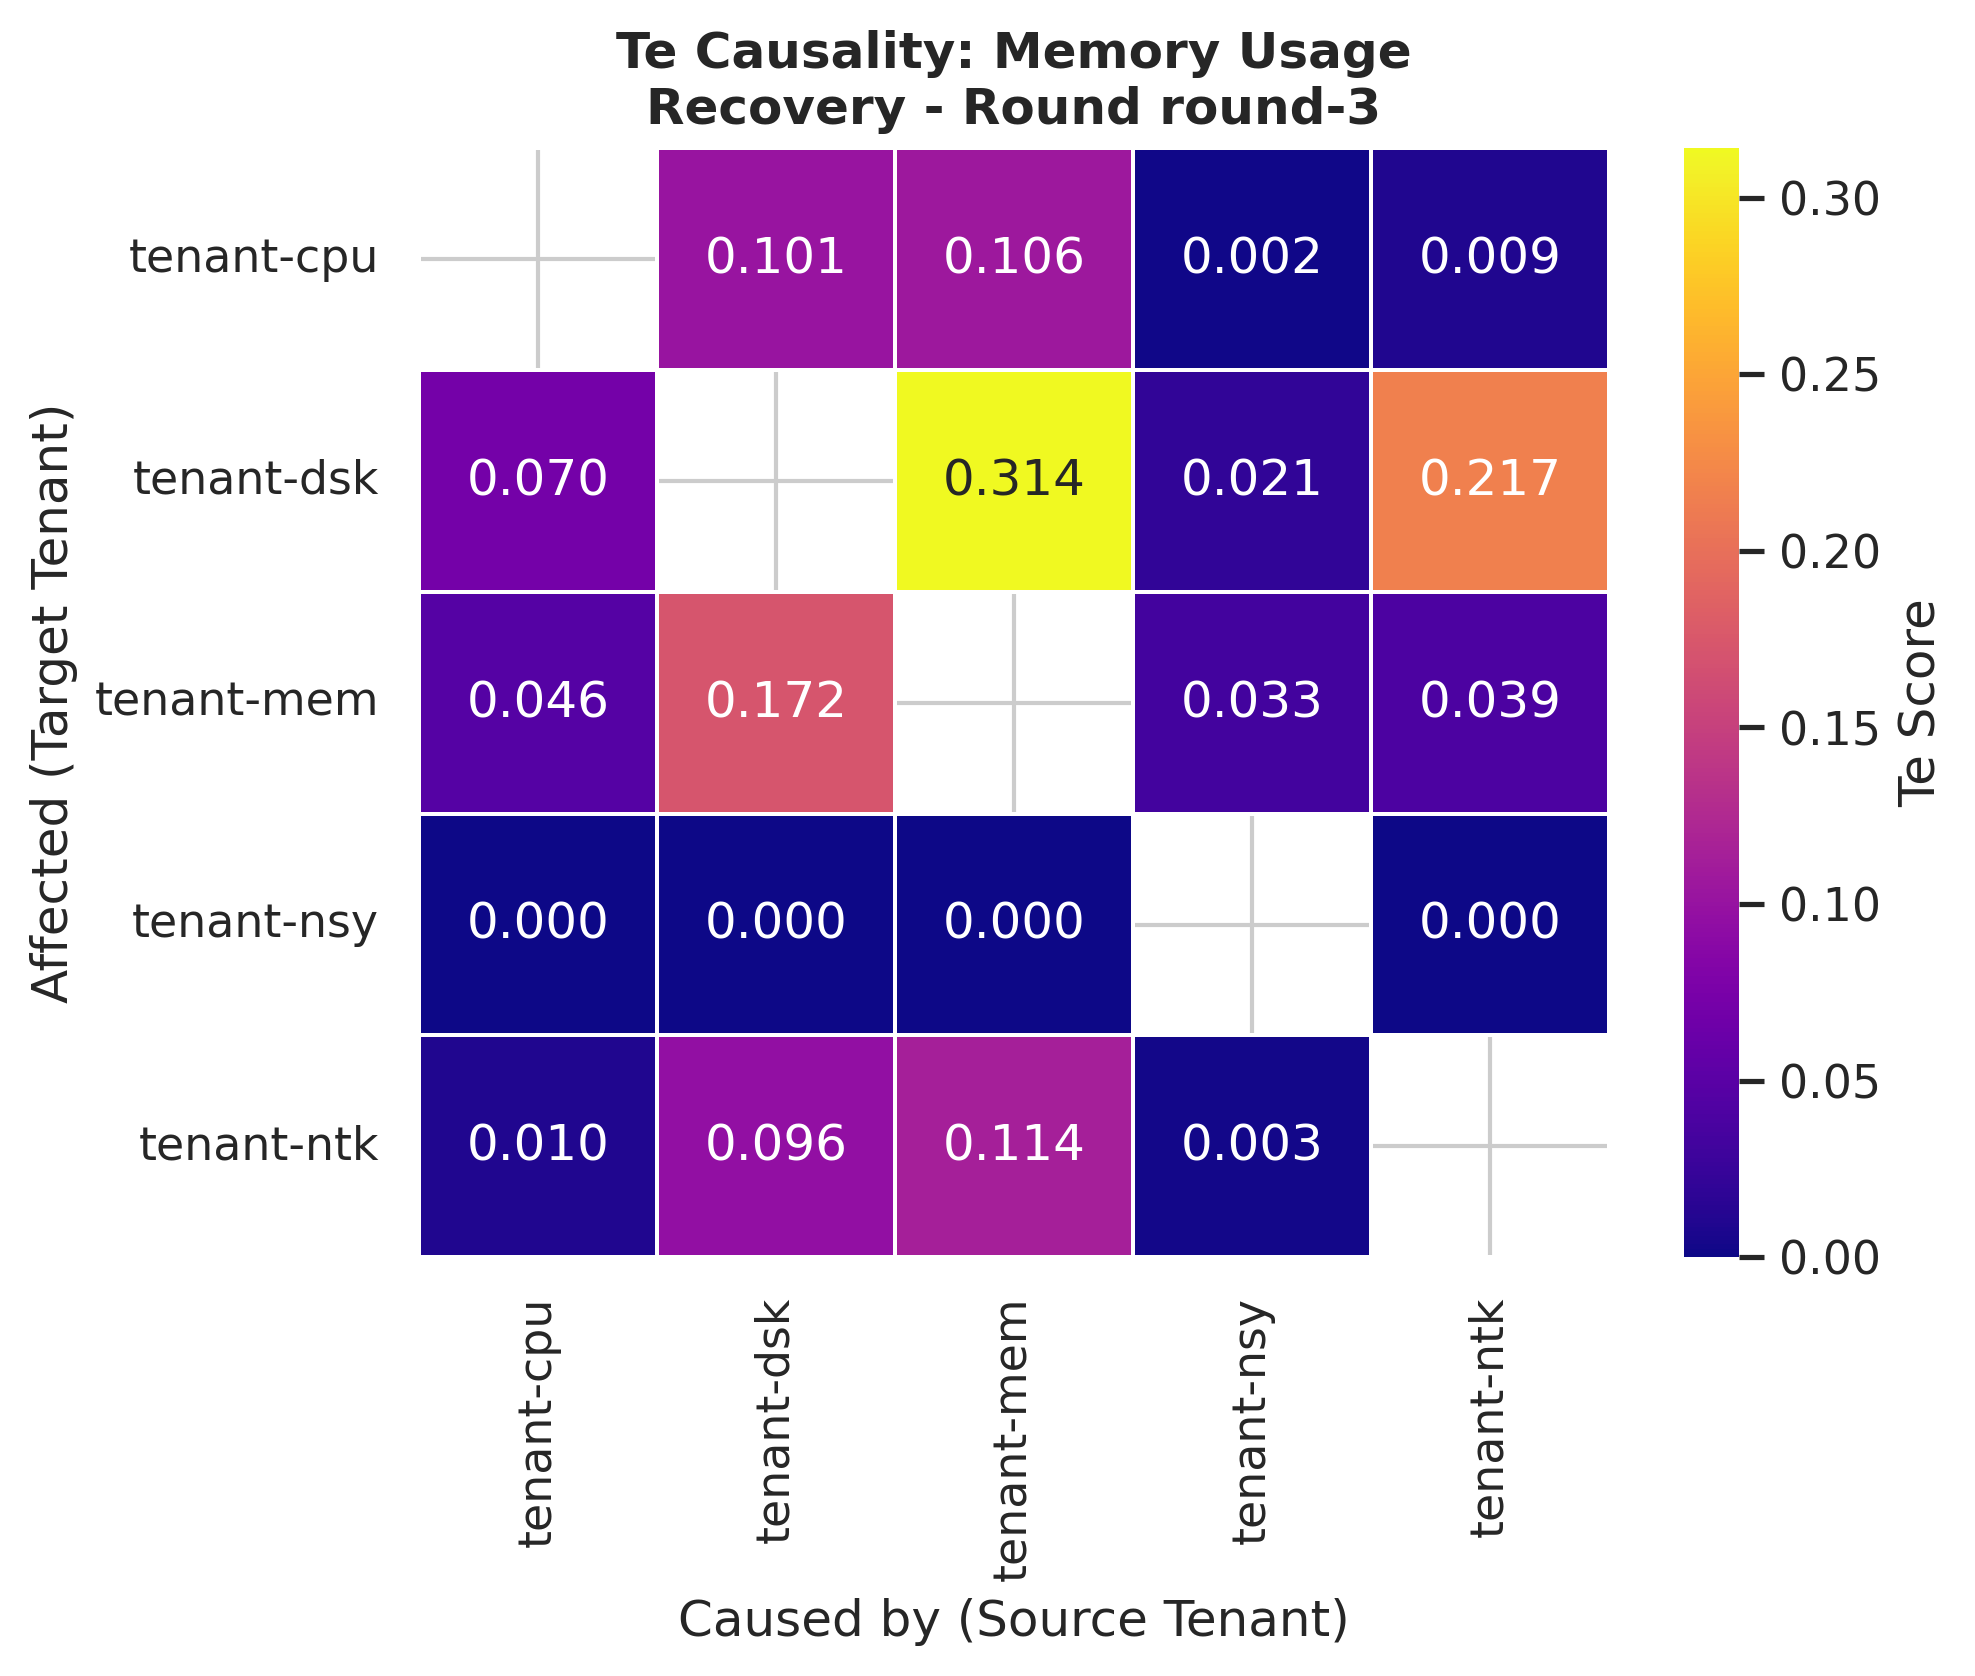 Te Causality: Memory Usage
Recovery - Round round-3
tenant-cpu 0.101 0.106 0.002 0.009
tenant-dsk 0.070 0.314 0.021 0.217
tenant-mem 0.046 0.172 0.033 0.039
tenant-nsy 0.000 0.000 0.000 0.000
tenant-ntk 0.010 0.096 0.114 0.003
Affected (Target Tenant)
tenant-cpu
tenant-dsk
tenant-mem
tenant-nsy
tenant-ntk
Caused by (Source Tenant)
0.30
0.25
0.20
0.15
0.10
0.05
0.00
Te Score